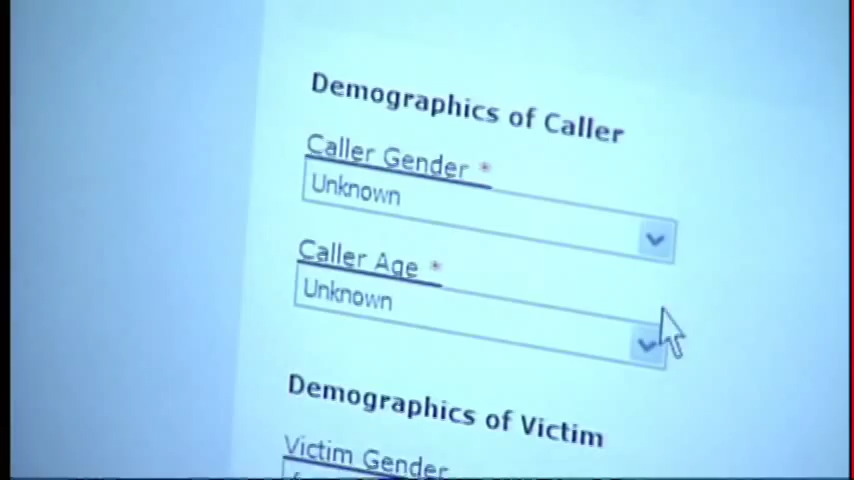 Demographics of Caller
Caller Gender *
Unknown
Caller Age *
Unknown
Demographics of Victim
Victim Gender